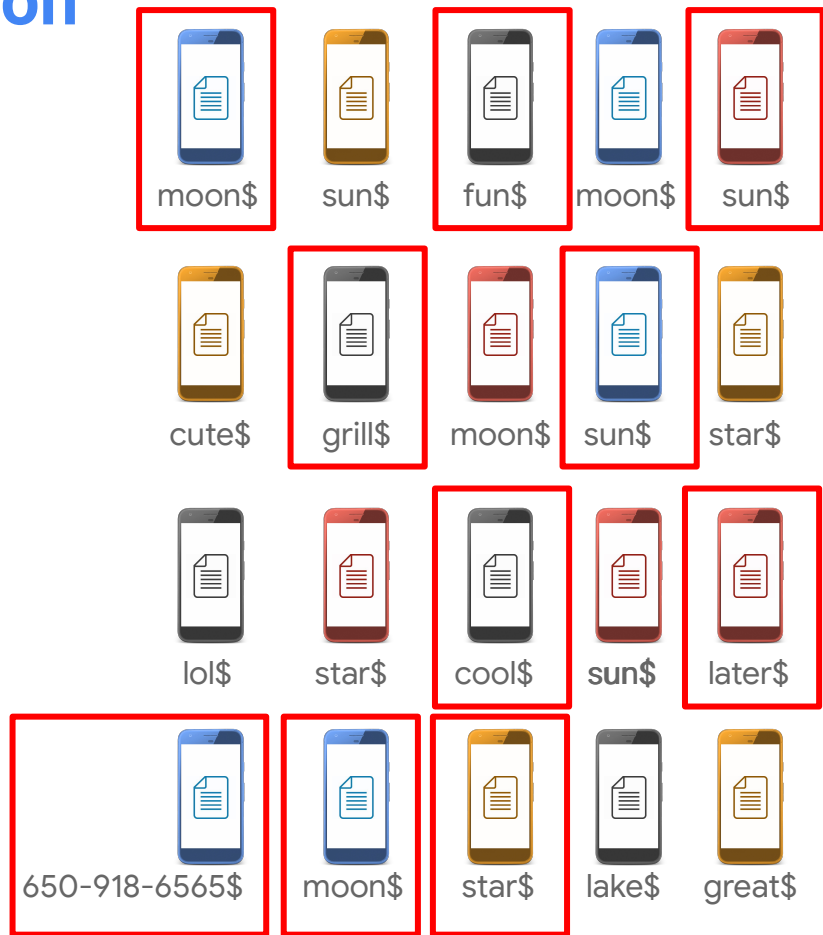 on
moon$ sun$ fun$ moon$ sun$
cute$ grill$ moon$ sun$ star$
lol$ star$ cool$ sun$ later$
650-918-6565$ moon$ star$ lake$ great$